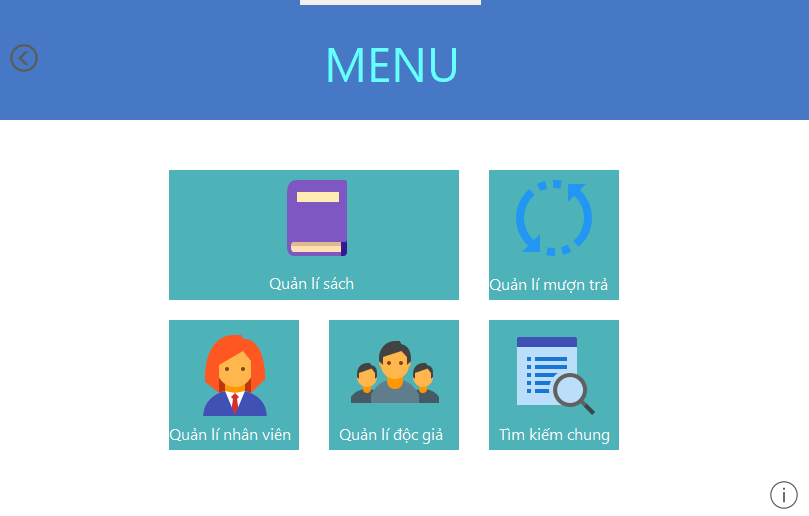 MENU
Quản lí sách
Quản lí mượn trả
Quản lí nhân viên
Quản lí độc giả
Tìm kiếm chung